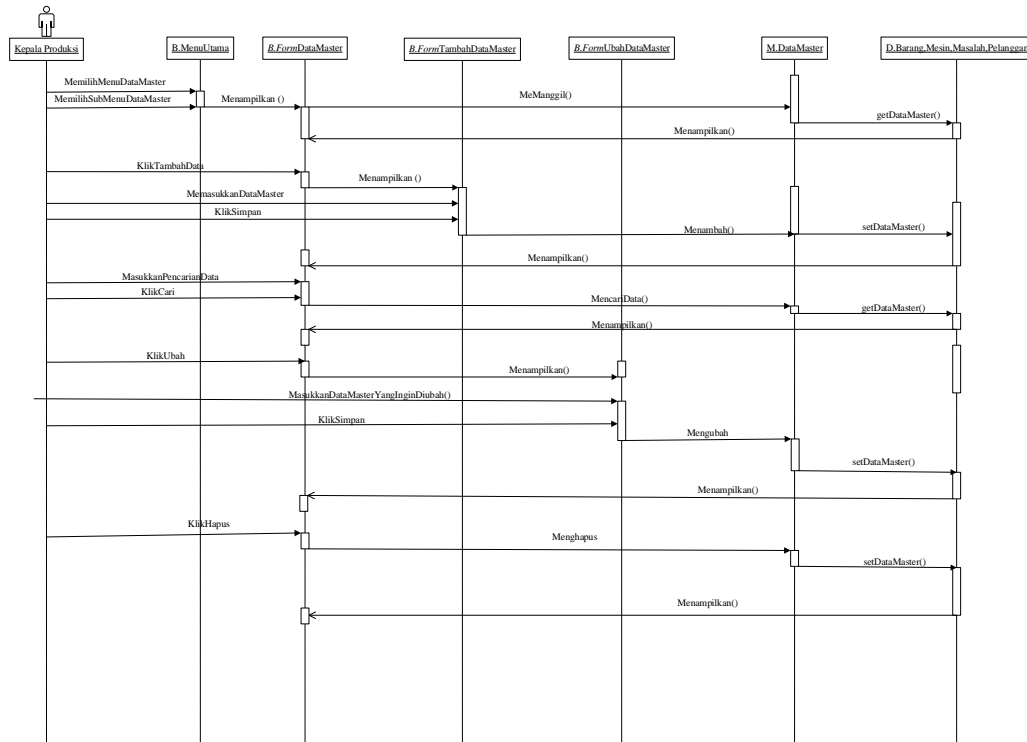 Kepala Produksi
B.MenuUtama
B.FormDataMaster
B.FormTambahDataMaster
B.FormUbahDataMaster
M.DataMaster
D.Barang,Mesin,Masalah,Pelanggan
MemilihMenuDataMaster
MemilihSubMenuDataMaster
Menampilkan ()
MeManggil()
getDataMaster()
Menampilkan()
KlikTambahData
Menampilkan ()
MemasukkanDataMaster
KlikSimpan
Menambah()
setDataMaster()
Menampilkan()
MasukkanPencarianData
KlikCari
MencariData()
getDataMaster()
Menampilkan()
KlikUbah
Menampilkan()
MasukkanDataMasterYangInginDiubah()
KlikSimpan
Mengubah
setDataMaster()
Menampilkan()
KlikHapus
Menghapus
setDataMaster()
Menampilkan()